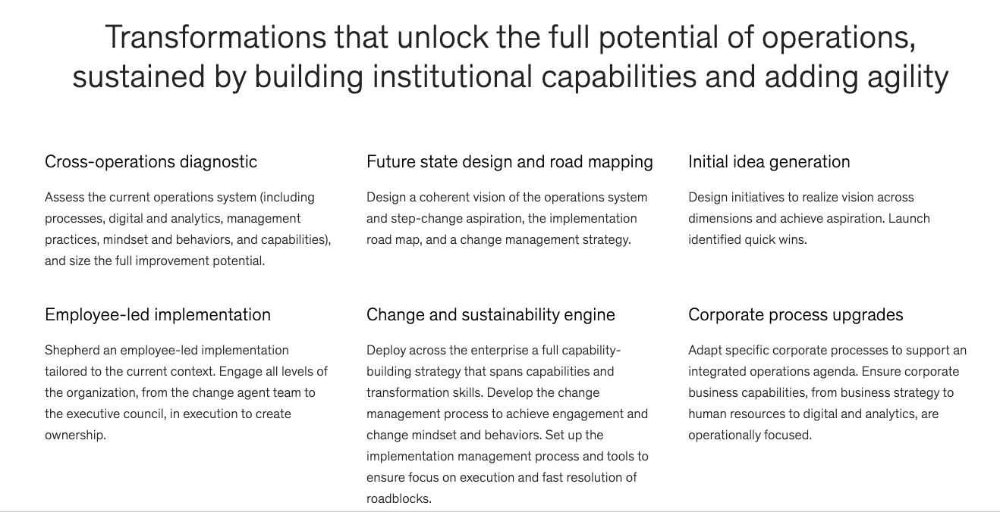 Transformations that unlock the full potential of operations,
sustained by building institutional capabilities and adding agility
Cross-operations diagnostic
Assess the current operations system (including
processes, digital and analytics, management
practices, mindset and behaviors, and capabilities),
and size the full improvement potential.
Future state design and road mapping
Design a coherent vision of the operations system
and step-change aspiration, the implementation
road map, and a change management strategy.
Initial idea generation
Design initiatives to realize vision across
dimensions and achieve aspiration. Launch
identified quick wins.
Employee-led implementation
Shepherd an employee-led implementation
tailored to the current context. Engage all levels of
the organization, from the change agent team to
the executive council, in execution to create
ownership.
Change and sustainability engine
Deploy across the enterprise a full capability-
building strategy that spans capabilities and
transformation skills. Develop the change
management process to achieve engagement and
change mindset and behaviors. Set up the
implementation management process and tools to
ensure focus on execution and fast resolution of
roadblocks.
Corporate process upgrades
Adapt specific corporate processes to support an
integrated operations agenda. Ensure corporate
business capabilities, from business strategy to
human resources to digital and analytics, are
operationally focused.